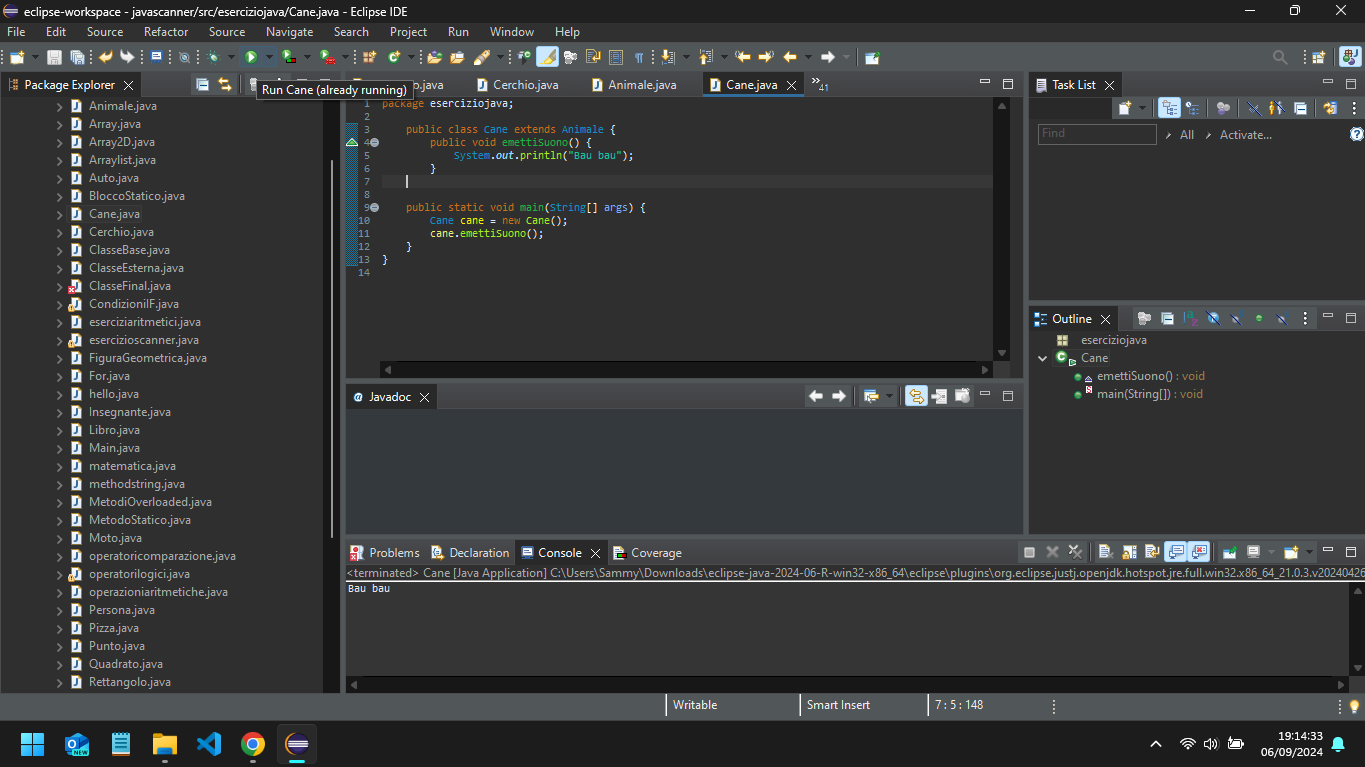 eclipse-workspace - javascanner/src/eserciziojava/Cane.java - Eclipse IDE
File Edit Source Refactor Source Navigate Search Project Run Window Help
Package Explorer
Run Cane (already running)
o.java
Cerchio.java
Animale.java
Cane.java
41
Animale.java
Array.java
Array2D.java
Arraylist.java
Auto.java
BloccoStatico.java
Cane.java
Cerchio.java
ClasseBase.java
ClasseEsterna.java
ClasseFinal.java
CondizioniIF.java
eserciziaritmetici.java
esercizioscanner.java
FiguraGeometrica.java
For.java
hello.java
Insegnante.java
Libro.java
Main.java
matematica.java
methodstring.java
MetodiOverloaded.java
MetodoStatico.java
Moto.java
operatoricomparazione.java
operatorilogici.java
operazioniaritmetiche.java
Persona.java
Pizza.java
Punto.java
Quadrato.java
Rettangolo.java
1 package eserciziojava;
2
3 public class Cane extends Animale {
4 public void emettiSuono() {
5 System.out.println("Bau bau");
6 }
7
8
9 public static void main(String[] args) {
10 Cane cane = new Cane();
11 cane.emettiSuono();
12 }
13 }
14
Javadoc
Problems Declaration Console Coverage
<terminated> Cane [Java Application] C:\Users\Sammy\Downloads\eclipse-java-2024-06-R-win32-x86_64\eclipse\plugins\org.eclipse.justj.openjdk.hotspot.jre.full.win32.x86_64_21.0.3.v20240426
Bau bau
Task List
Find
All
Activate...
Outline
eserciziojava
Cane
emettiSuono() : void
main(String[]) : void
Writable
Smart Insert
7 : 5 : 148
NEW
19:14:33
06/09/2024